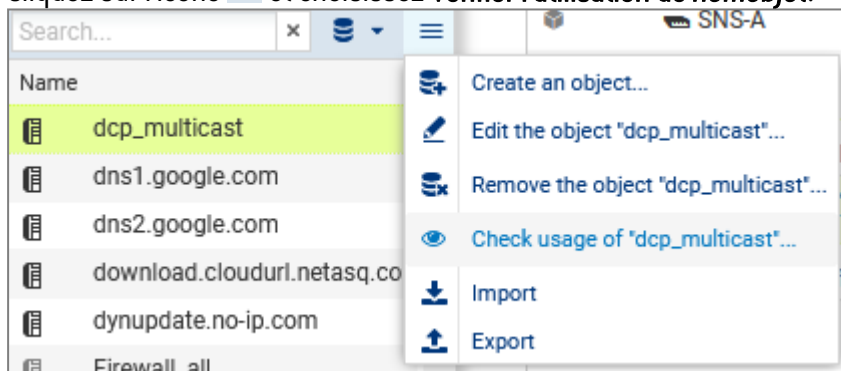 Search...
SNS-A
Name
Create an object...
dcp_multicast
Edit the object "dcp_multicast"...
dns1.google.com
Remove the object "dcp_multicast"...
dns2.google.com
Check usage of "dcp_multicast"...
download.cloudurl.netasq.co
Import
dynupdate.no-ip.com
Export
Firewall_all